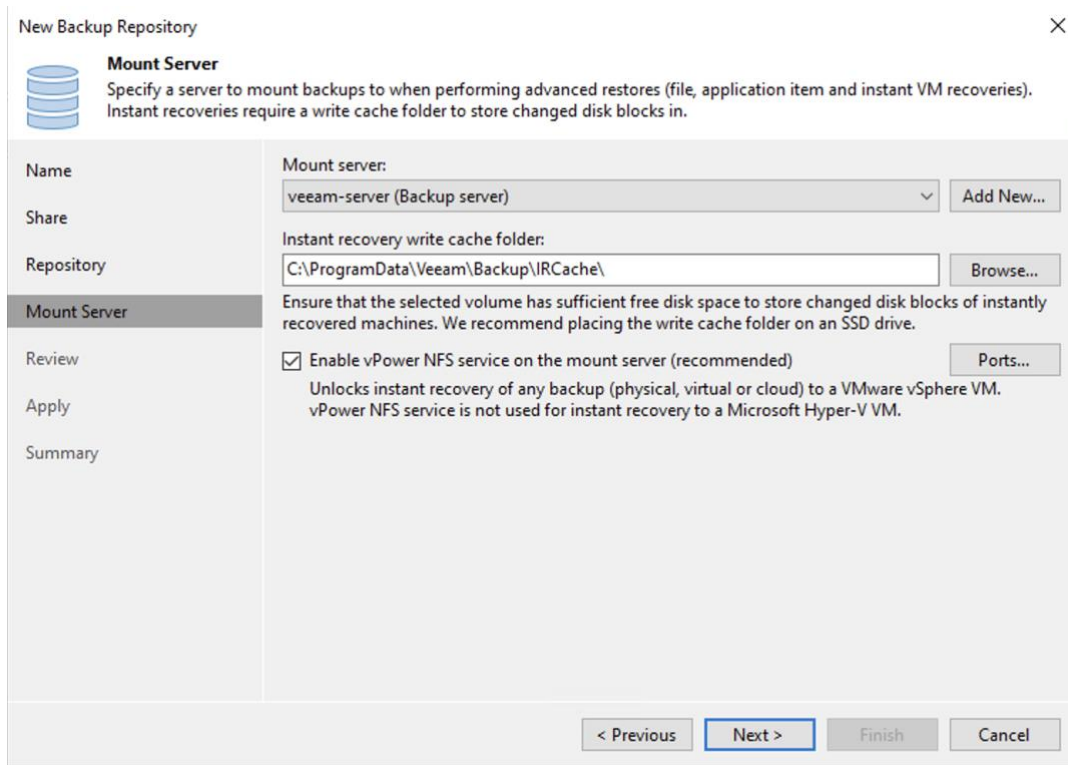 New Backup Repository
Mount Server
Specify a server to mount backups to when performing advanced restores (file, application item and instant VM recoveries).
Instant recoveries require a write cache folder to store changed disk blocks in.
Name
Share
Repository
Mount Server
Review
Apply
Summary
Mount server:
veeam-server (Backup server)
Add New...
Instant recovery write cache folder:
C:\ProgramData\Veeam\Backup\IRCache\
Browse...
Ensure that the selected volume has sufficient free disk space to store changed disk blocks of instantly
recovered machines. We recommend placing the write cache folder on an SSD drive.
Enable vPower NFS service on the mount server (recommended)
Ports...
Unlocks instant recovery of any backup (physical, virtual or cloud) to a VMware vSphere VM.
vPower NFS service is not used for instant recovery to a Microsoft Hyper-V VM.
< Previous
Next >
Finish
Cancel